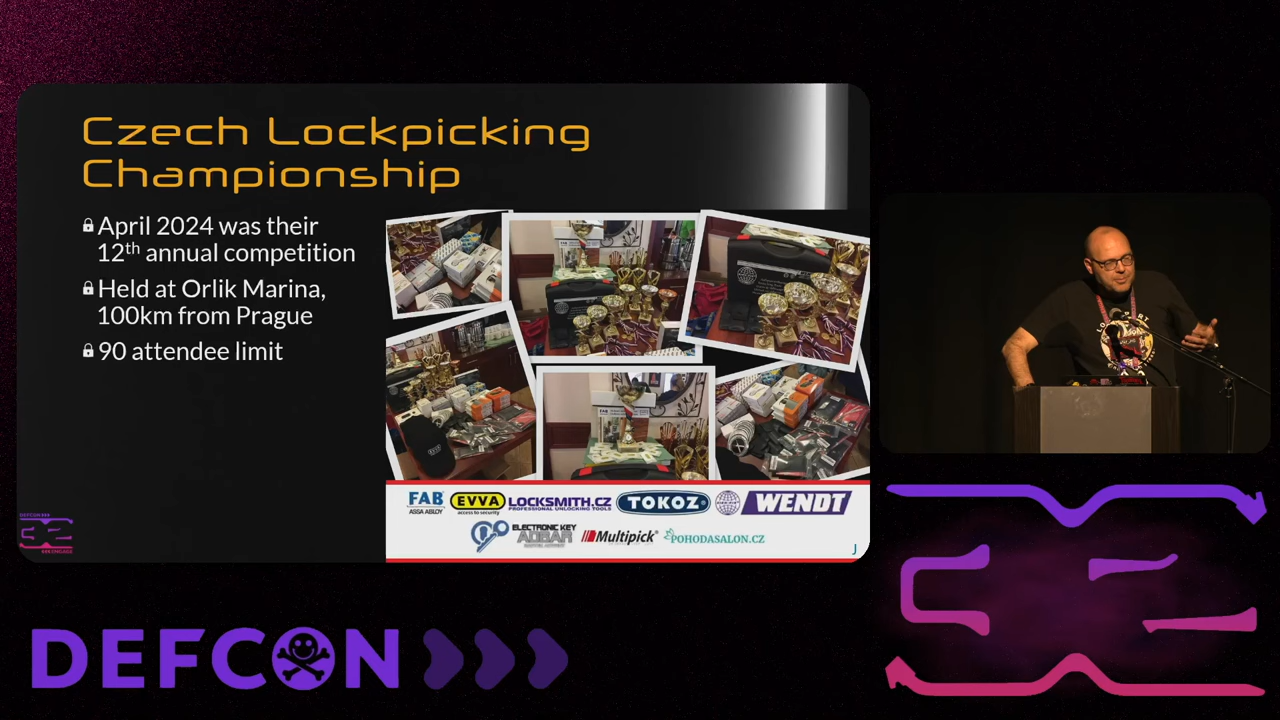 Czech Lockpicking
Championship
April 2024 was their
12th annual competition
Held at Orlik Marina,
100km from Prague
90 attendee limit
FAB
ASSA ABLOY
EVVA
access to security
LOCKSMITH.CZ
PROFESSIONAL UNLOCKING TOOLS
TOKOZ
WENDT
ELECTRONIC KEY
ADBAR
Multipick
POHODASALON.CZ
J
DEFCON
32
DEFCON